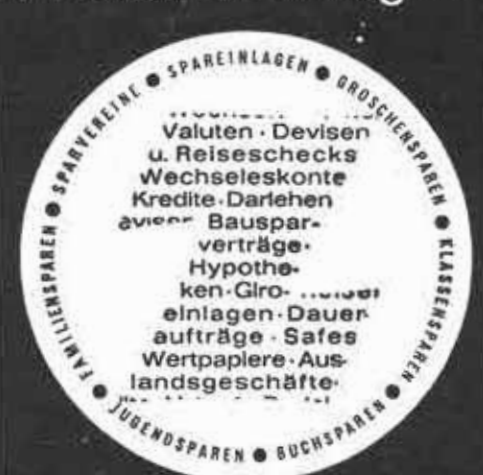 SPAREINLAGEN ● GROSCHENSPAREN ● KLASSENSPAREN ● BUCHSPAREN ● JUGENDSPAREN ● FAMILIENSPAREN ● SPARVEREINE ●
Valuten · Devisen
u. Reiseschecks
Wechseleskonte
Kredite · Darlehen
Bauspar-
verträge ·
Hypothe-
ken · Giro-
einlagen · Dauer-
aufträge · Safes
Wertpapiere · Aus-
landsgeschäfte ·